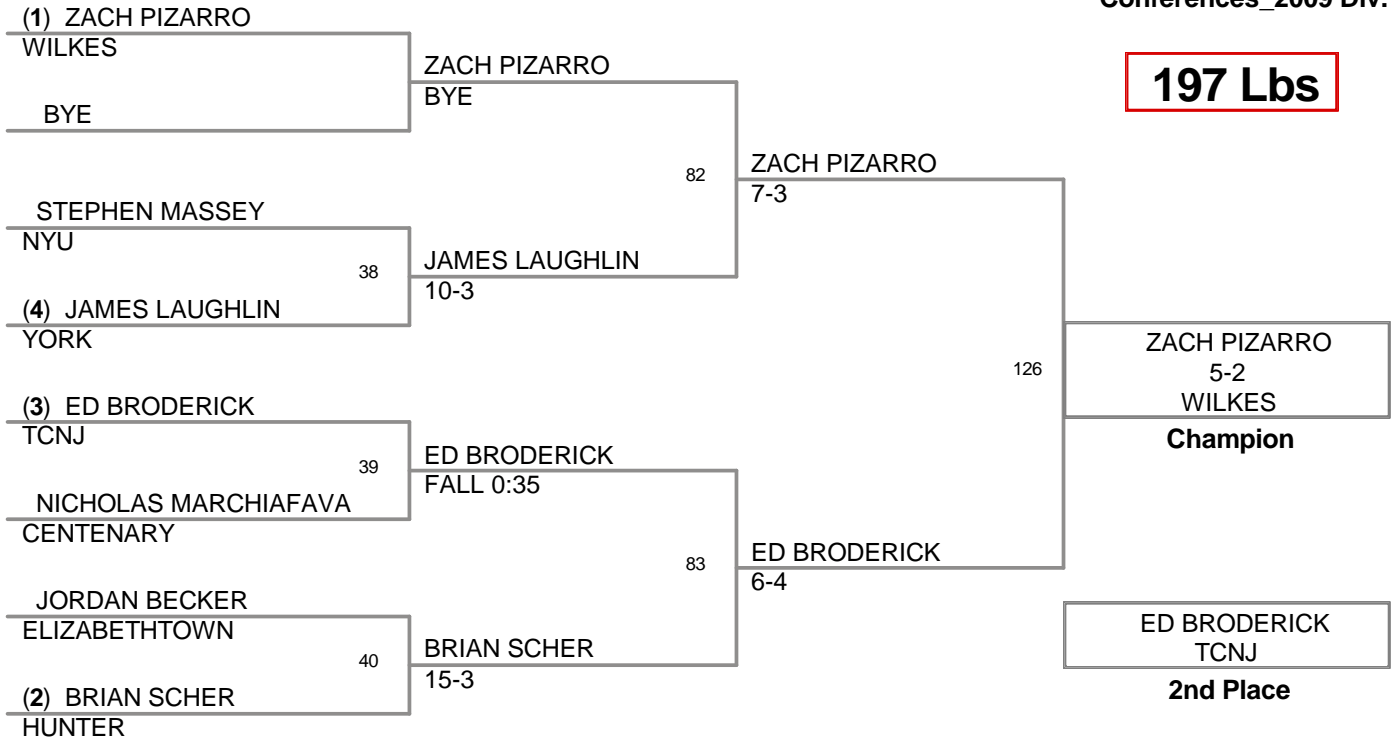 Conferences_2009 Div.
197 Lbs
(1) ZACH PIZARRO
WILKES
BYE
STEPHEN MASSEY
NYU
38
(4) JAMES LAUGHLIN
YORK
(3) ED BRODERICK
TCNJ
39
NICHOLAS MARCHIAFAVA
CENTENARY
JORDAN BECKER
ELIZABETHTOWN
40
(2) BRIAN SCHER
HUNTER
ZACH PIZARRO
BYE
82
JAMES LAUGHLIN
10-3
ED BRODERICK
FALL 0:35
83
BRIAN SCHER
15-3
ZACH PIZARRO
7-3
126
ED BRODERICK
6-4
ZACH PIZARRO
5-2
WILKES
Champion
ED BRODERICK
TCNJ
2nd Place